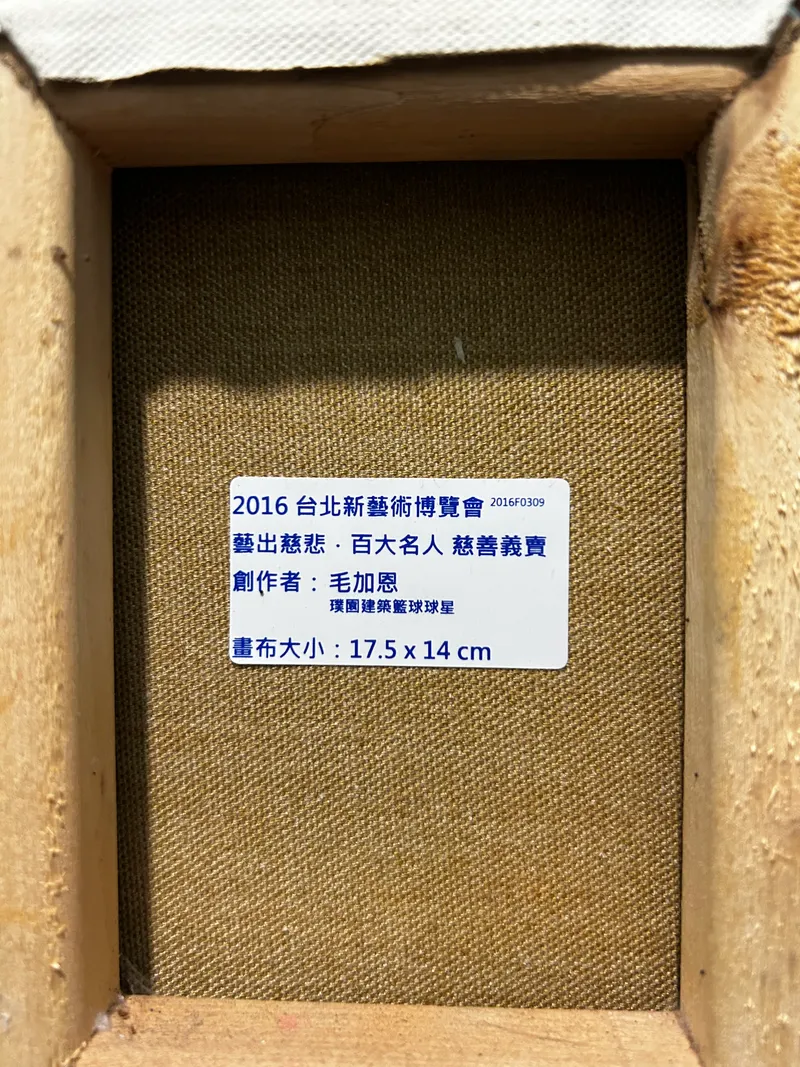 2016 台北新藝術博覽會 2016F0309
藝出慈悲．百大名人 慈善義賣
創作者：毛加恩
璞園建築籃球球星
畫布大小：17.5 x 14 cm